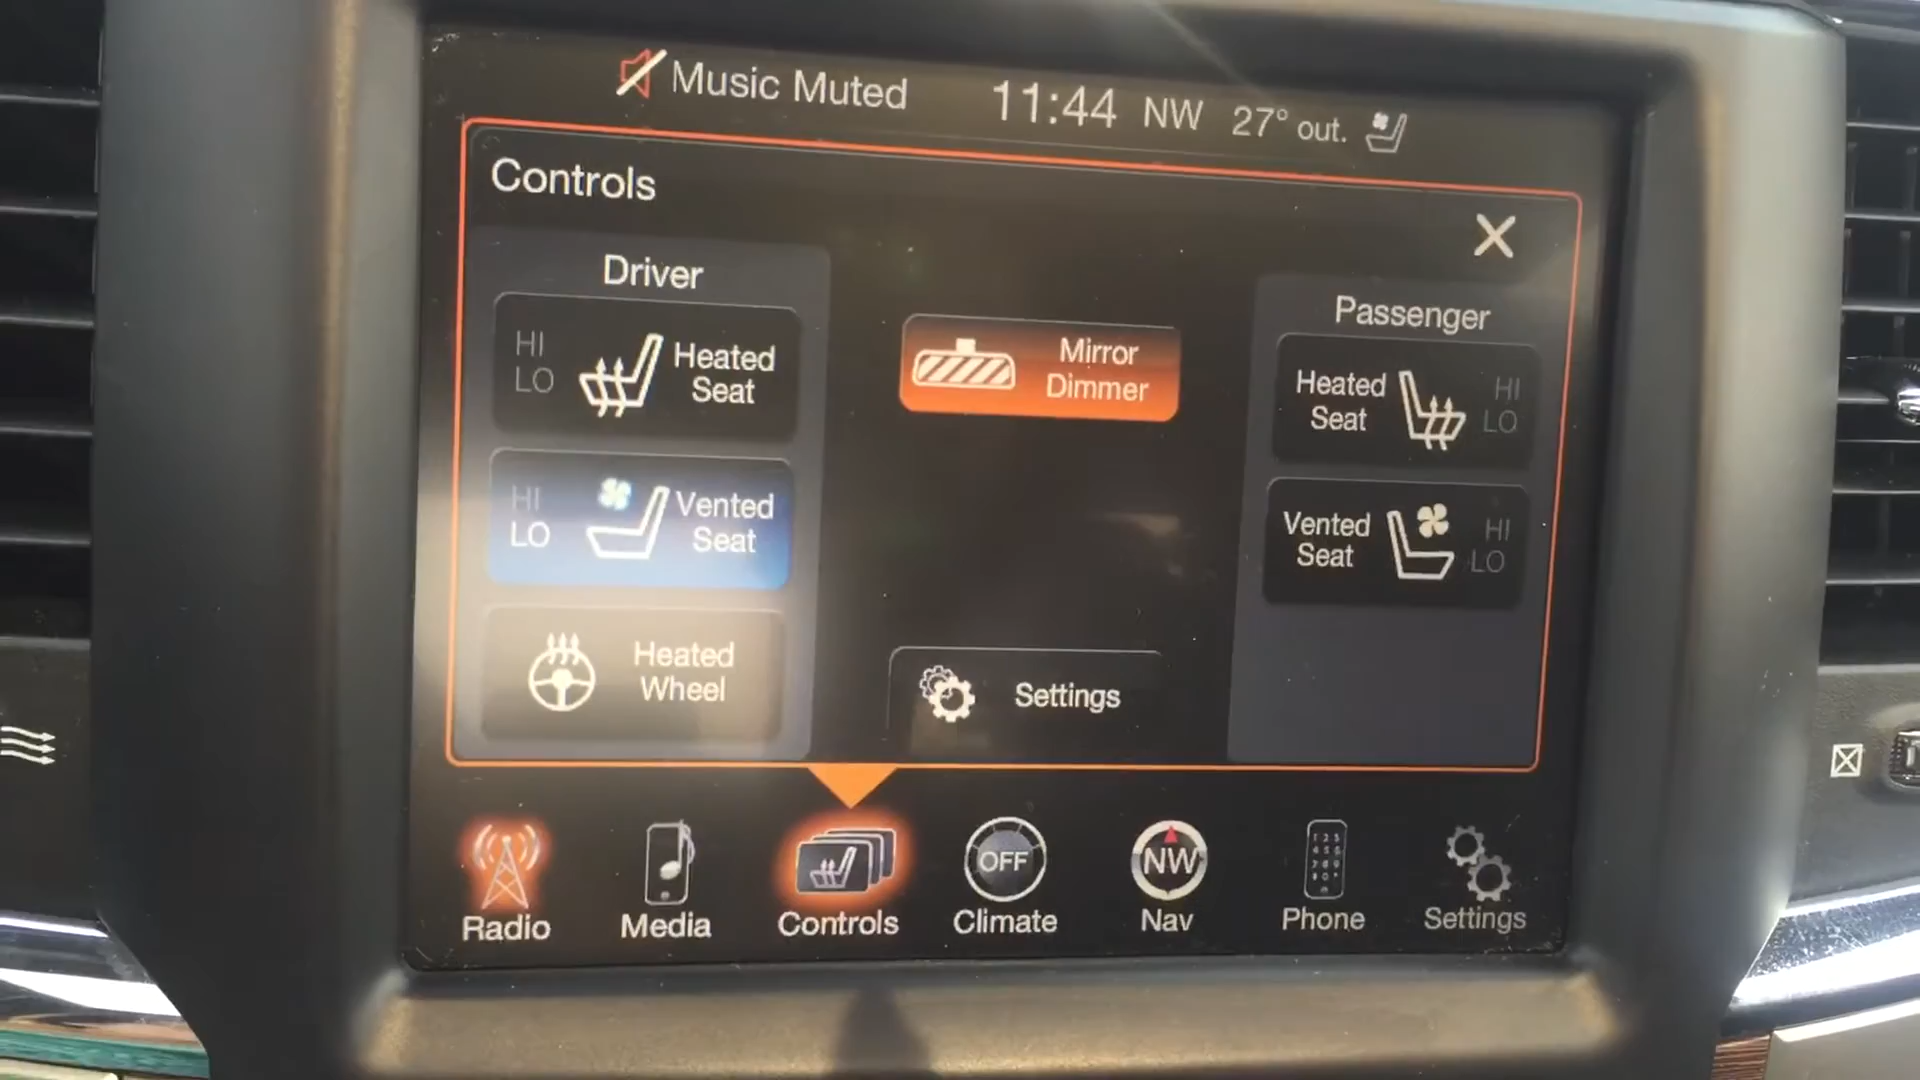 Music Muted 11:44 NW 27° out.
Controls
Driver
HI
LO
Heated
Seat
HI
LO
Vented
Seat
Heated
Wheel
Mirror
Dimmer
Settings
Passenger
Heated
Seat
HI
LO
Vented
Seat
HI
LO
OFF
NW
Radio Media Controls Climate Nav Phone Settings